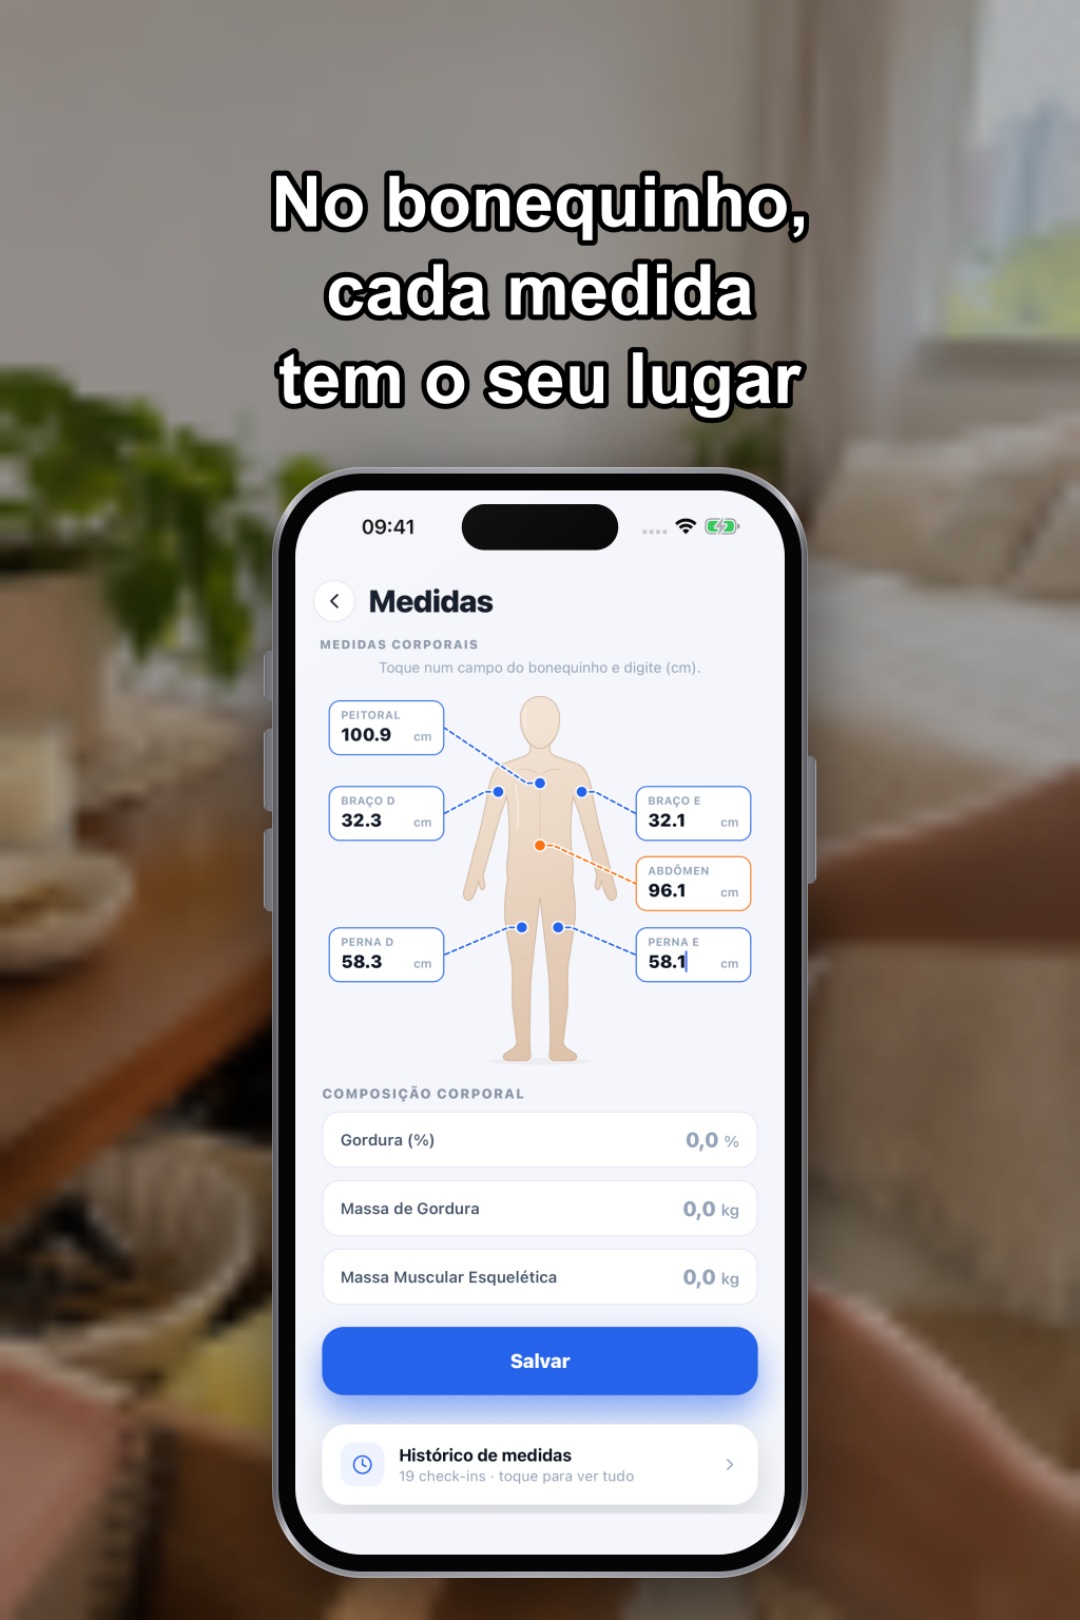 No bonequinho,
cada medida
tem o seu lugar
09:41
Medidas
MEDIDAS CORPORAIS
Toque num campo do bonequinho e digite (cm).
PEITORAL
100.9 cm
BRAÇO D
32.3 cm
BRAÇO E
32.1 cm
ABDÔMEN
96.1 cm
PERNA D
58.3 cm
PERNA E
58.1 cm
COMPOSIÇÃO CORPORAL
Gordura (%) 0,0 %
Massa de Gordura 0,0 kg
Massa Muscular Esquelética 0,0 kg
Salvar
Histórico de medidas
19 check-ins · toque para ver tudo